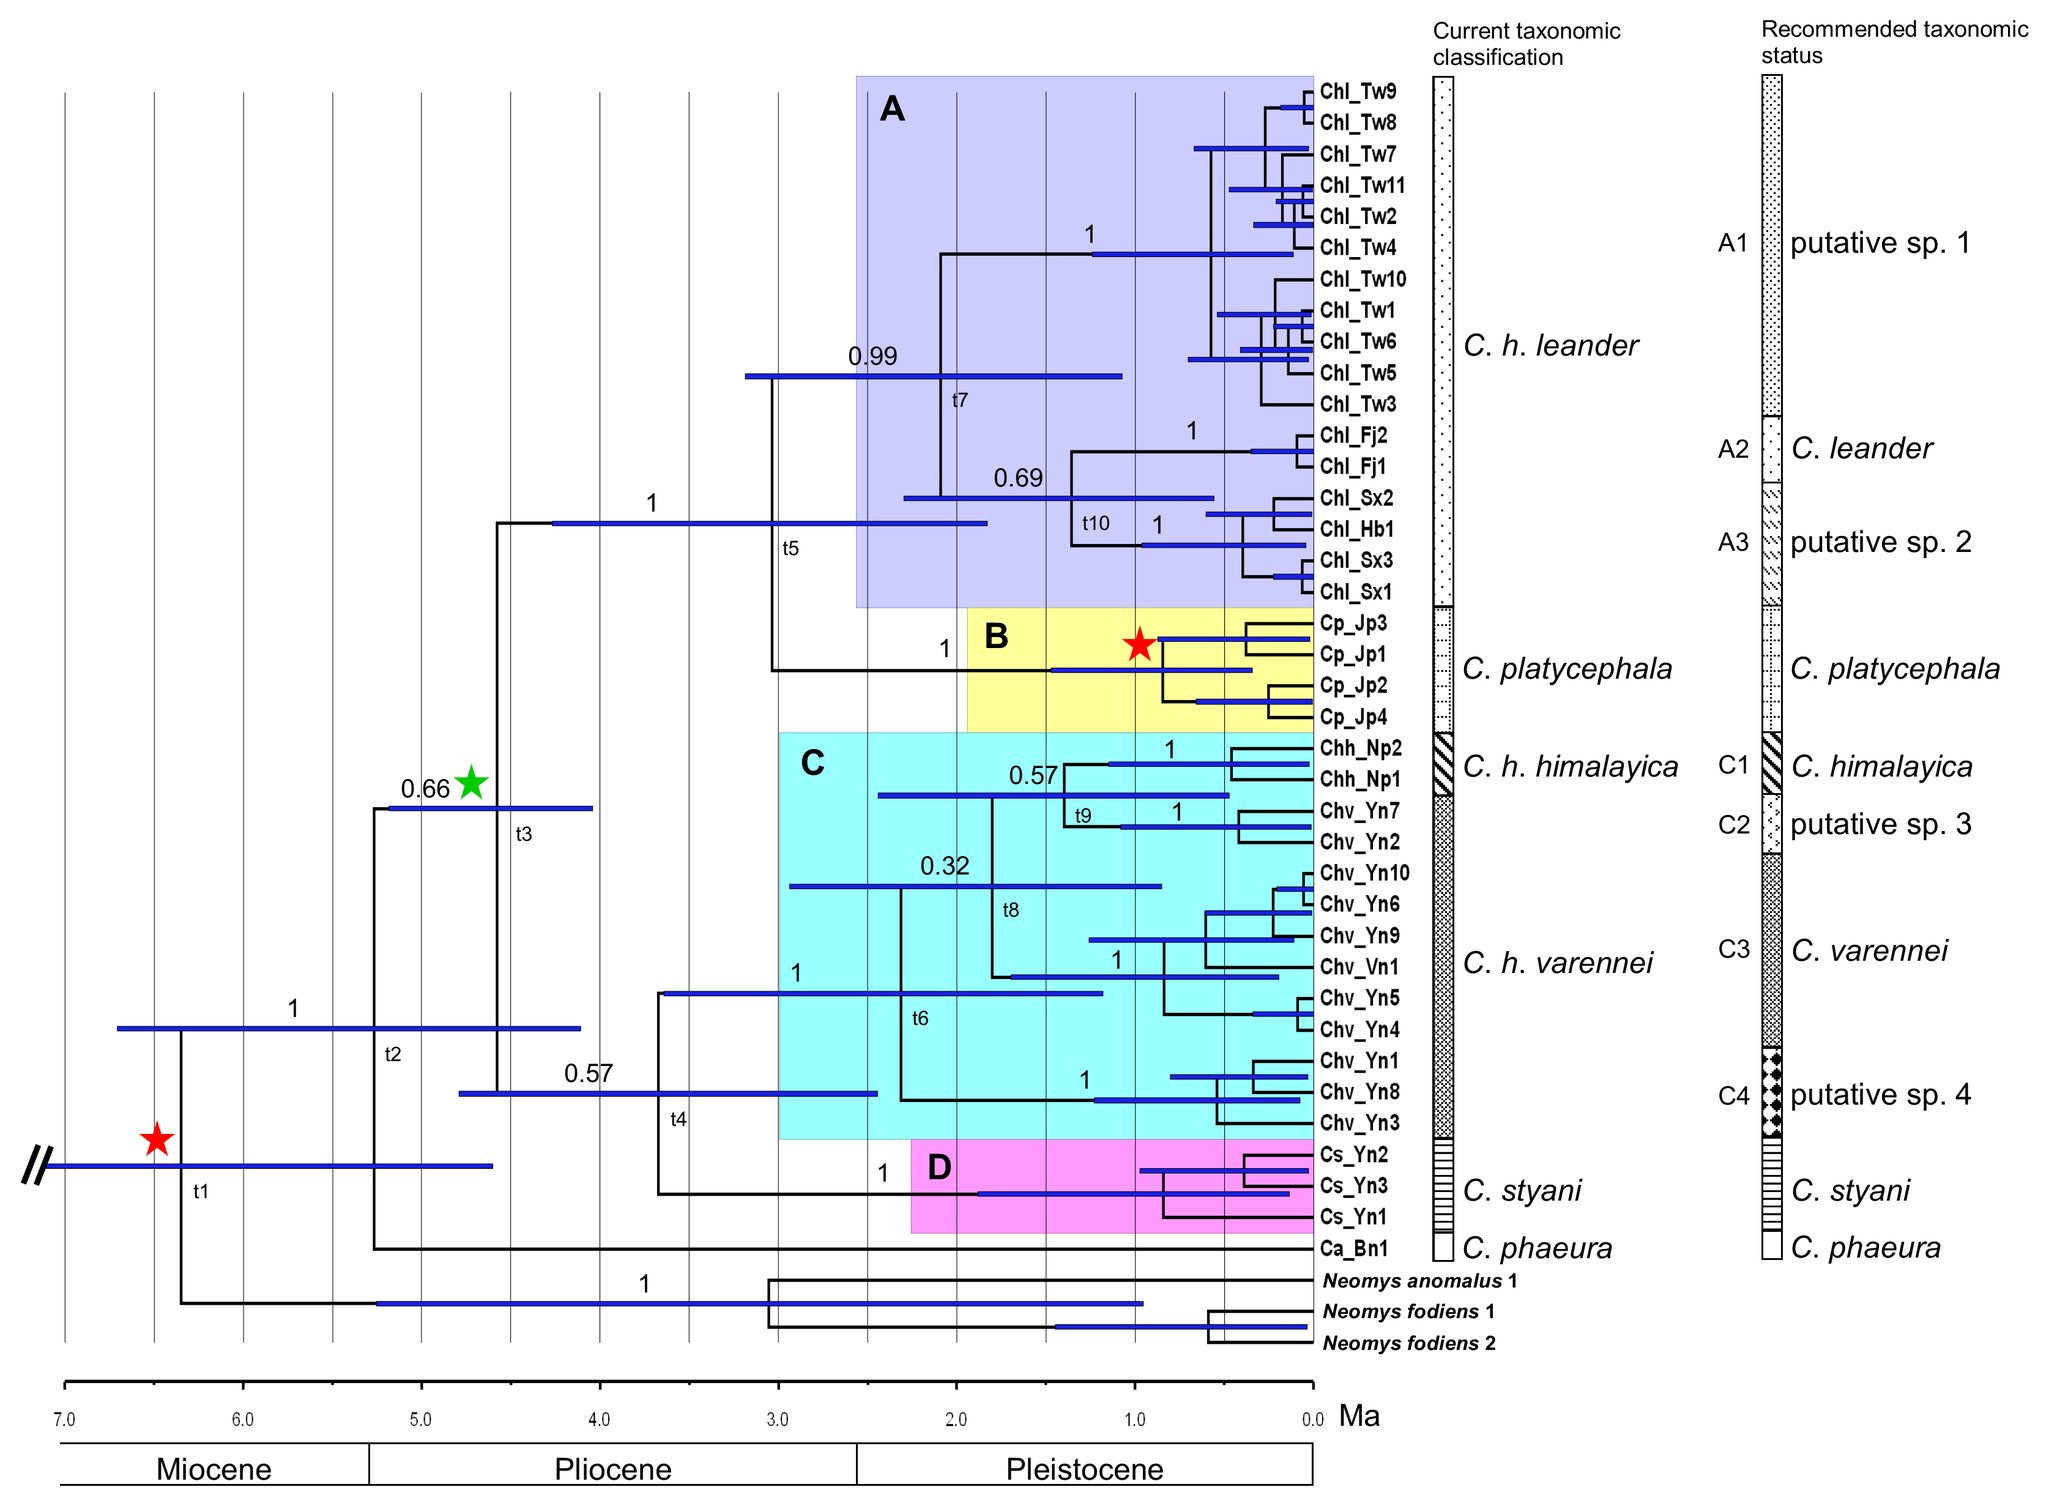 Current taxonomic
classification
Recommended taxonomic
status
A
Chl_Tw9
Chl_Tw8
Chl_Tw7
Chl_Tw11
Chl_Tw2
Chl_Tw4
Chl_Tw10
Chl_Tw1
Chl_Tw6
Chl_Tw5
Chl_Tw3
Chl_Fj2
Chl_Fj1
Chl_Sx2
Chl_Hb1
Chl_Sx3
Chl_Sx1
1
0.99
t7
1
0.69
t10
1
1
t5
B
1
Cp_Jp3
Cp_Jp1
Cp_Jp2
Cp_Jp4
C
Chh_Np2
Chh_Np1
Chv_Yn7
Chv_Yn2
Chv_Yn10
Chv_Yn6
Chv_Yn9
Chv_Vn1
Chv_Yn5
Chv_Yn4
Chv_Yn1
Chv_Yn8
Chv_Yn3
1
0.57
t9
1
0.32
t8
1
1
t6
1
0.66
t3
1
t2
0.57
t4
t1
D
1
Cs_Yn2
Cs_Yn3
Cs_Yn1
Ca_Bn1
1
Neomys anomalus 1
Neomys fodiens 1
Neomys fodiens 2
C. h. leander
C. platycephala
C. h. himalayica
C. h. varennei
C. styani
C. phaeura
A1 putative sp. 1
A2 C. leander
A3 putative sp. 2
C. platycephala
C1 C. himalayica
C2 putative sp. 3
C3 C. varennei
C4 putative sp. 4
C. styani
C. phaeura
7.0 6.0 5.0 4.0 3.0 2.0 1.0 0.0 Ma
Miocene Pliocene Pleistocene